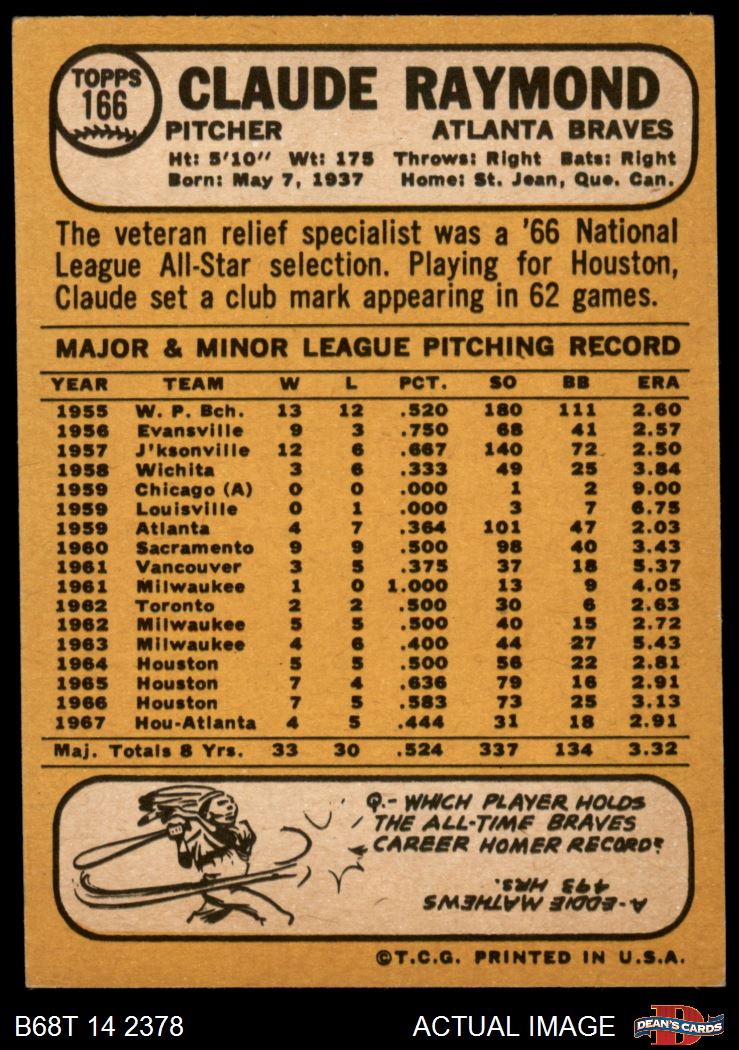 TOPPS
166
CLAUDE RAYMOND
PITCHER ATLANTA BRAVES
Ht: 5'10" Wt: 175 Throws: Right Bats: Right
Born: May 7, 1937 Home: St. Jean, Que. Can.
The veteran relief specialist was a '66 National
League All-Star selection. Playing for Houston,
Claude set a club mark appearing in 62 games.
MAJOR & MINOR LEAGUE PITCHING RECORD
YEAR TEAM W L PCT. SO BB ERA
1955 W. P. Bch. 13 12 .520 180 111 2.60
1956 Evansville 9 3 .750 68 41 2.57
1957 J'ksonville 12 6 .667 140 72 2.50
1958 Wichita 3 6 .333 49 25 3.84
1959 Chicago (A) 0 0 .000 1 2 9.00
1959 Louisville 0 1 .000 3 7 6.75
1959 Atlanta 4 7 .364 101 47 2.03
1960 Sacramento 9 9 .500 98 40 3.43
1961 Vancouver 3 5 .375 37 18 5.37
1961 Milwaukee 1 0 1.000 13 9 4.05
1962 Toronto 2 2 .500 30 6 2.63
1962 Milwaukee 5 5 .500 40 15 2.72
1963 Milwaukee 4 6 .400 44 27 5.43
1964 Houston 5 5 .500 56 22 2.81
1965 Houston 7 4 .636 79 16 2.91
1966 Houston 7 5 .583 73 25 3.13
1967 Hou-Atlanta 4 5 .444 31 18 2.91
Maj. Totals 8 Yrs. 33 30 .524 337 134 3.32
Q.- WHICH PLAYER HOLDS
THE ALL-TIME BRAVES
CAREER HOMER RECORD?
A-EDDIE MATHEWS
493 HRS.
©T.C.G. PRINTED IN U.S.A.
B68T 14 2378 ACTUAL IMAGE
DEAN'S CARDS